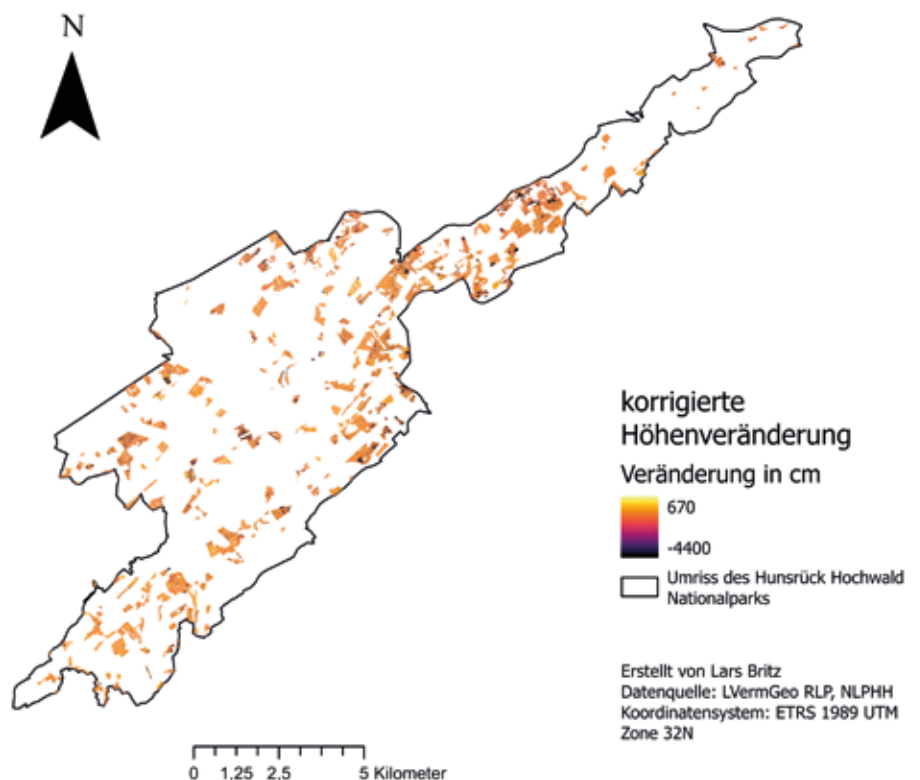 N
korrigierte
Höhenveränderung
Veränderung in cm
670
-4400
Umriss des Hunsrück Hochwald
Nationalparks
Erstellt von Lars Britz
Datenquelle: LVermGeo RLP, NLPHH
Koordinatensystem: ETRS 1989 UTM
Zone 32N
0 1,25 2,5 5 Kilometer